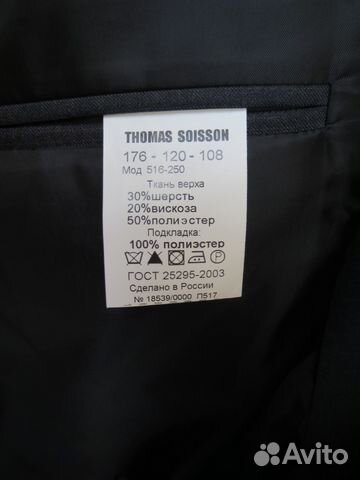 THOMAS SOISSON
176 - 120 - 108
Мод 516-250
Ткань верха
30%шерсть
20%вискоза
50%полиэстер
Подкладка:
100% полиэстер
ГОСТ 25295-2003
Сделано в России
№ 18539/0000 Л517
Avito